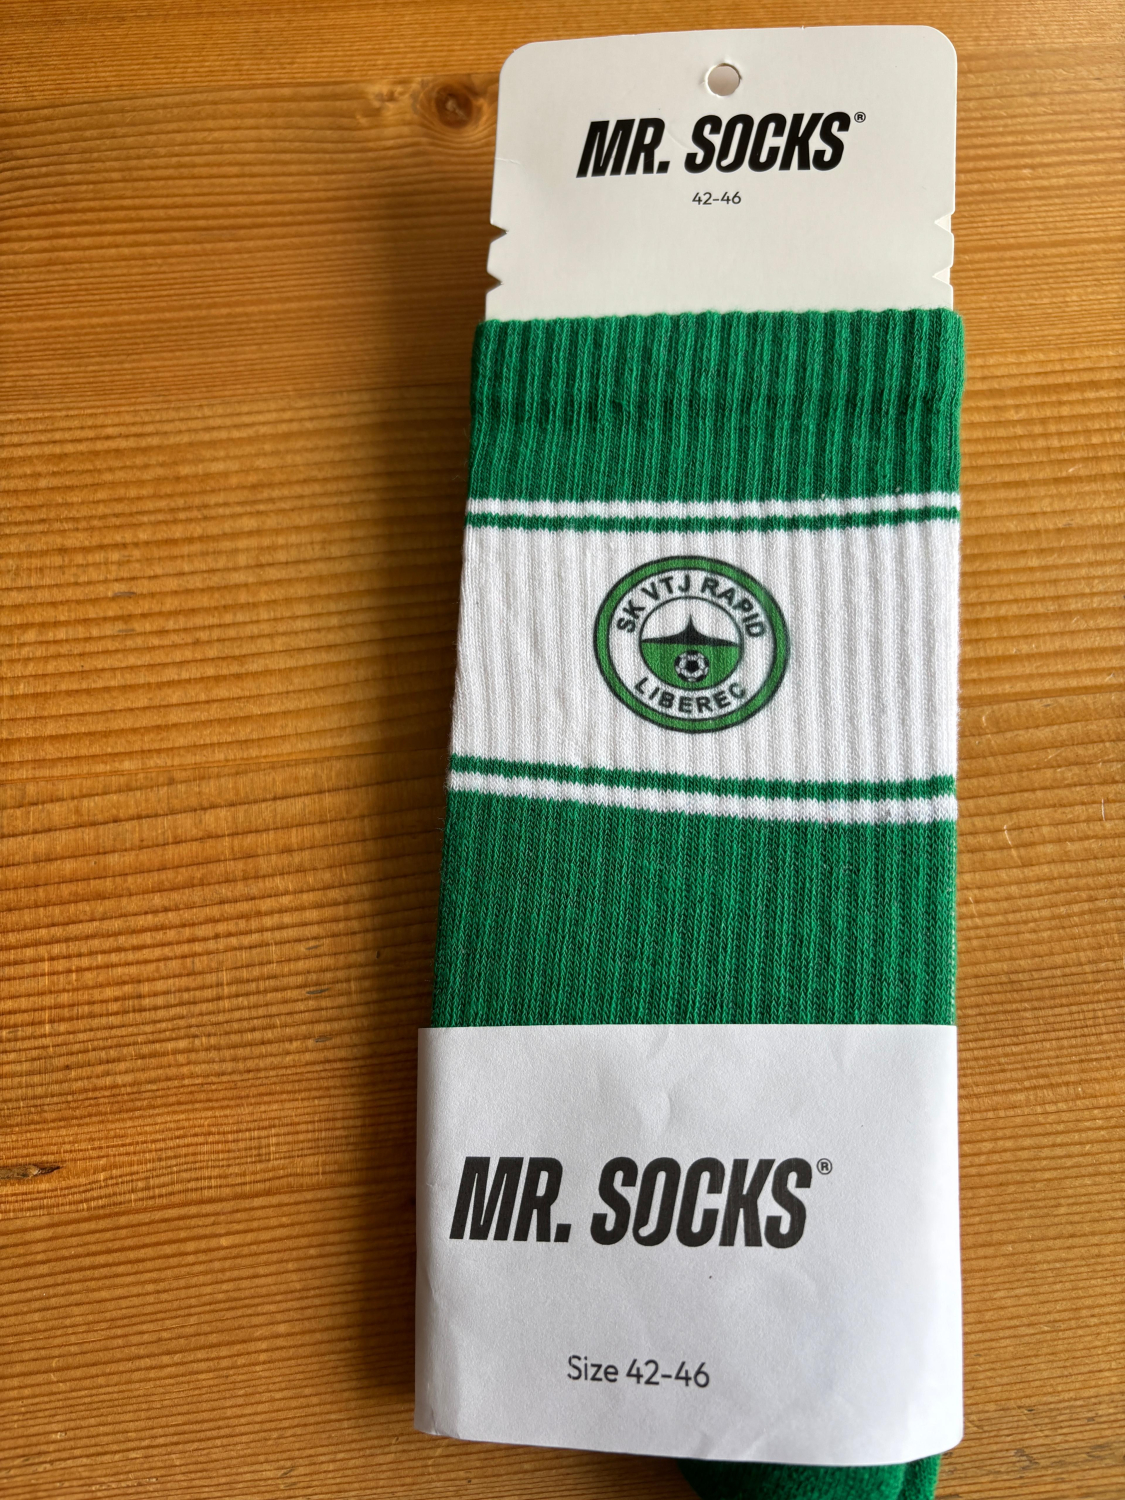 MR. SOCKS®
42-46
SK VTJ RAPID
LIBEREC
MR. SOCKS®
Size 42-46